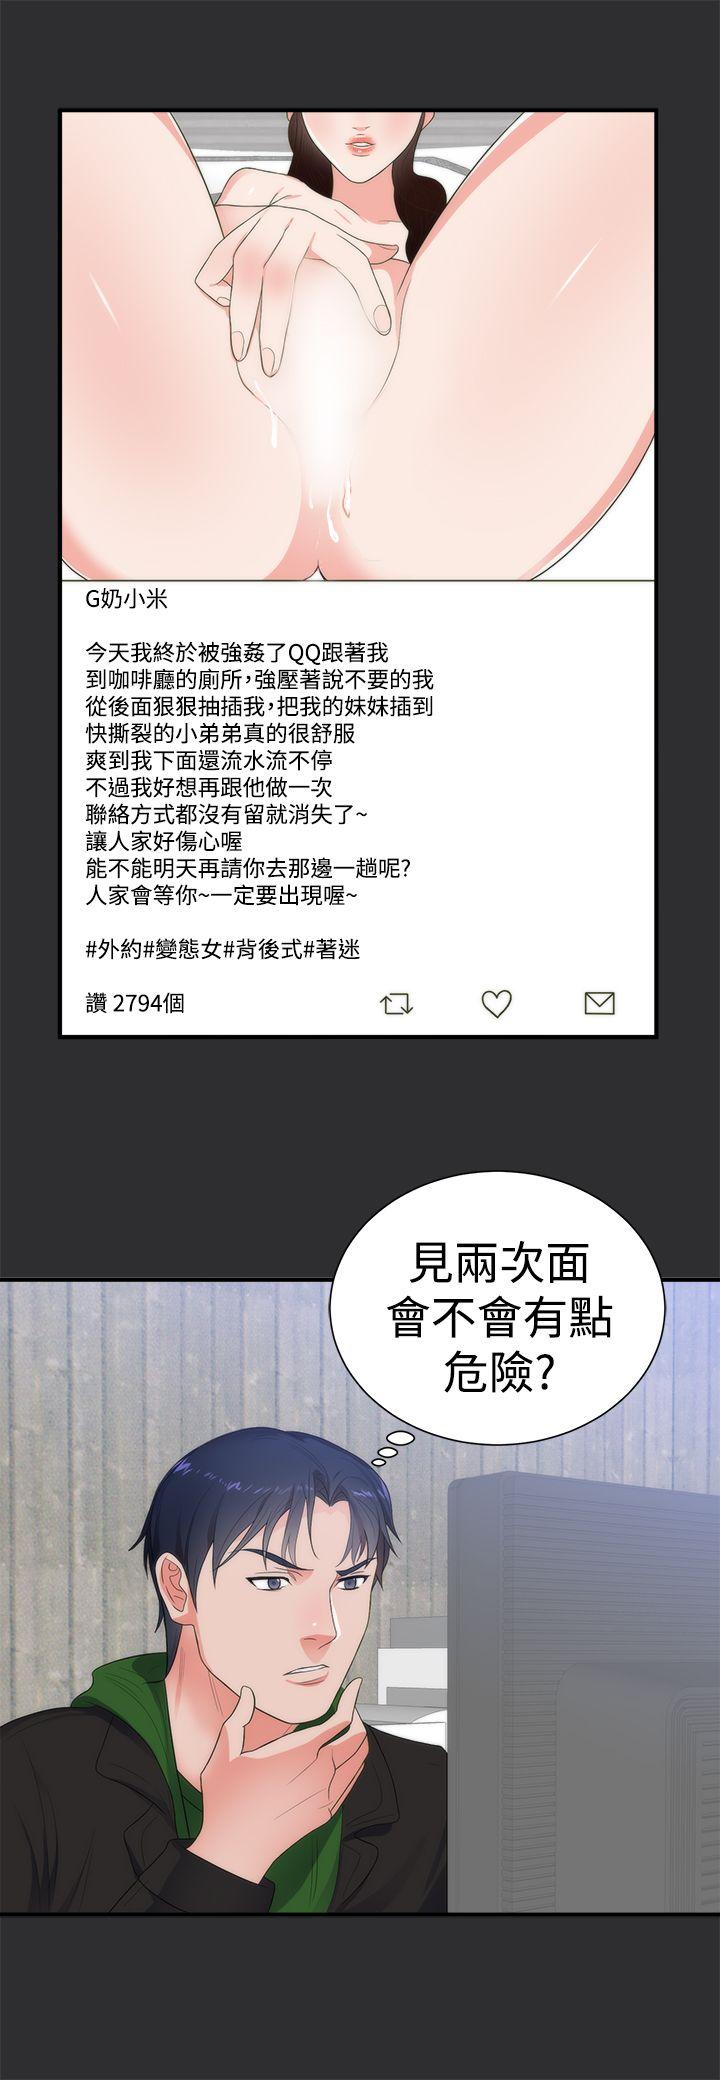 G奶小米
今天我終於被強姦了QQ跟著我
到咖啡廳的廁所，強壓著說不要的我
從後面狠狠抽插我，把我的妹妹插到
快撕裂的小弟弟真的很舒服
爽到我下面還流水流不停
不過我好想再跟他做一次
聯絡方式都沒有留就消失了~
讓人家好傷心喔
能不能明天再請你去那邊一趟呢?
人家會等你~一定要出現喔~
#外約#變態女#背後式#著迷
讚 2794個
見兩次面
會不會有點
危險?